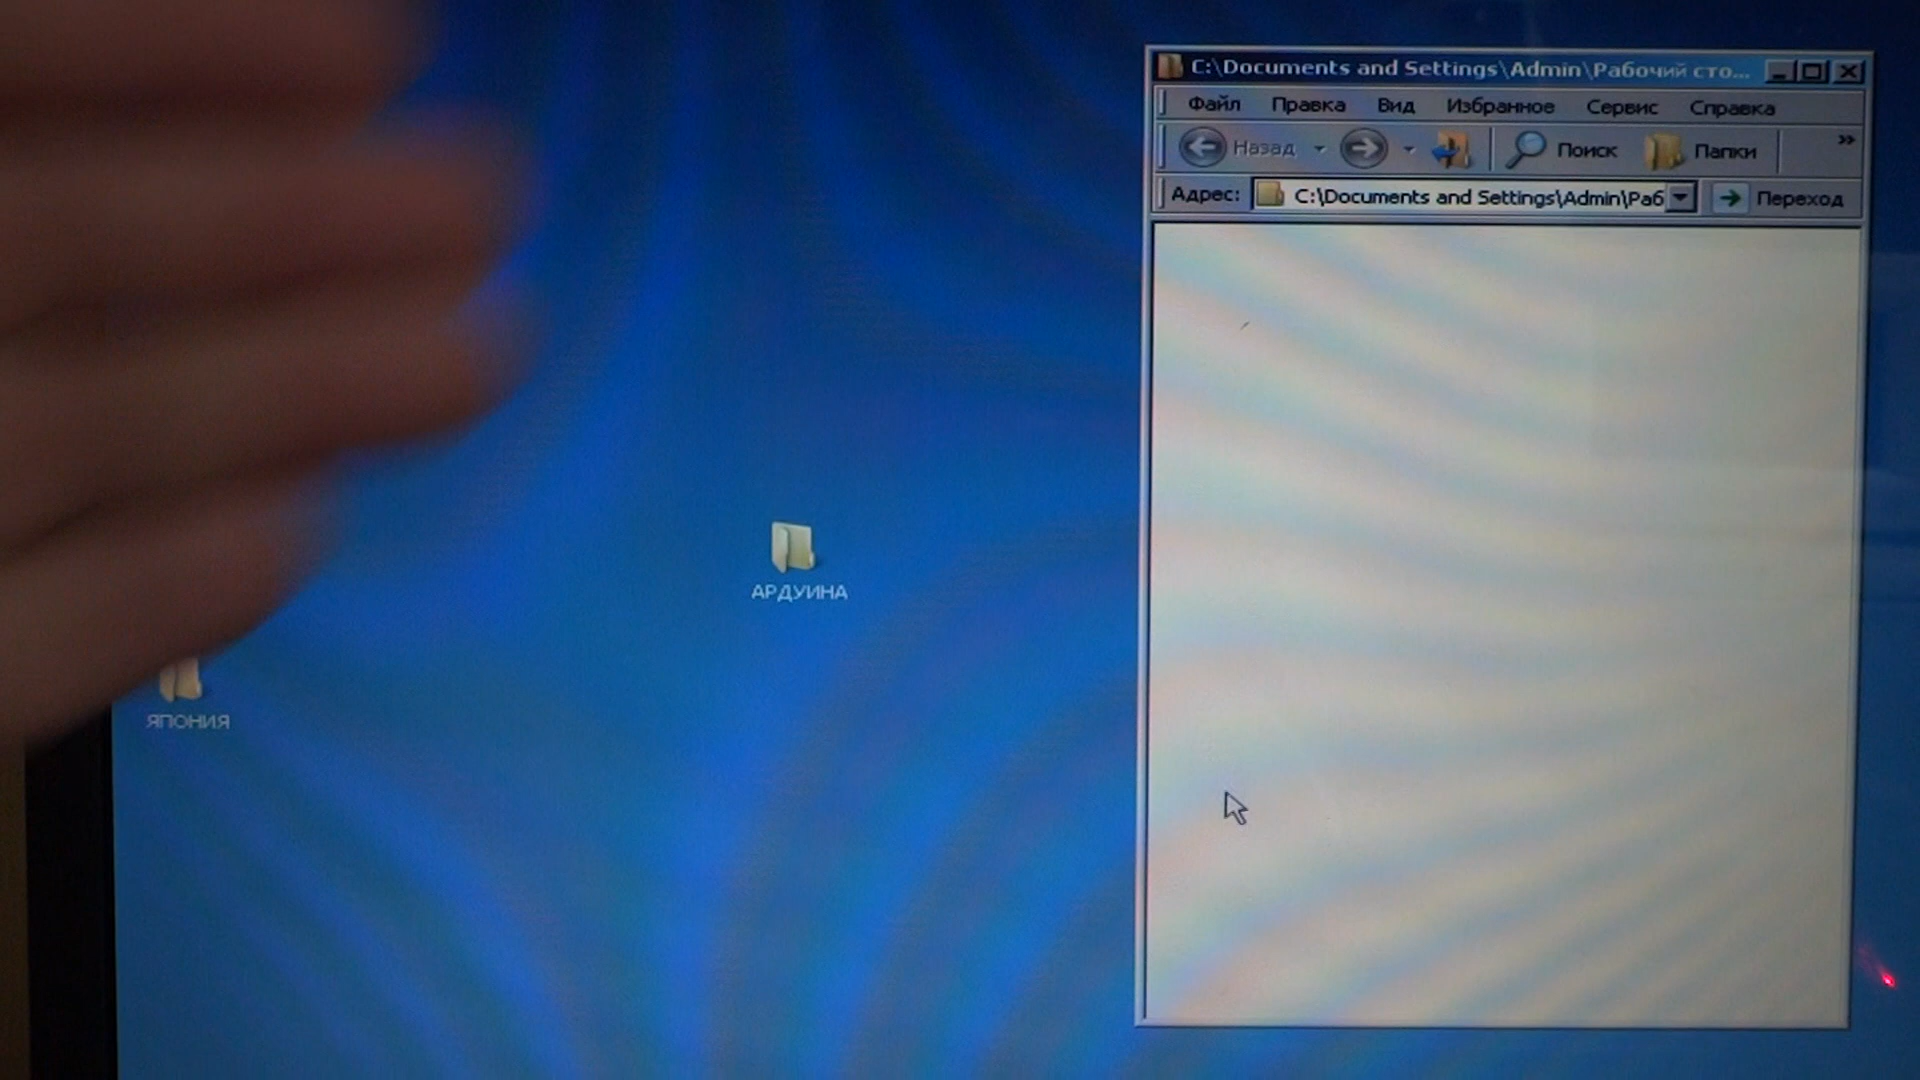 C:\Documents and Settings\Admin\Рабочий сто...
Файл Правка Вид Избранное Сервис Справка
Назад Поиск Папки »
Адрес: C:\Documents and Settings\Admin\Раб Переход
АРДУИНА
ЯПОНИЯ